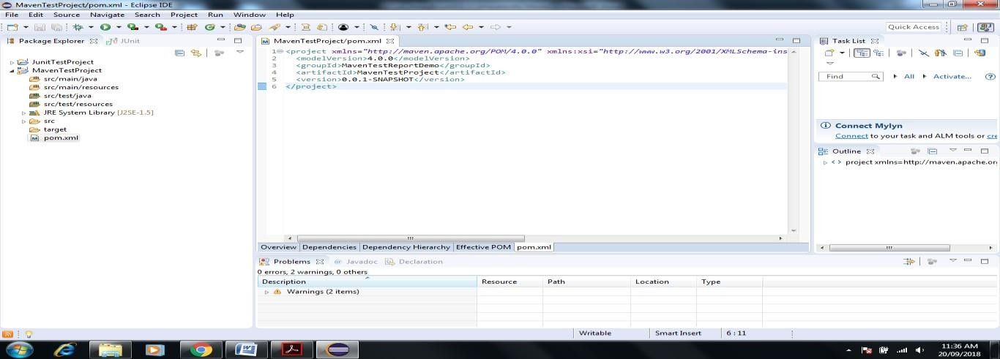 MavenTestProject/pom.xml - Eclipse IDE
File Edit Source Navigate Search Project Run Window Help
Quick Access
Package Explorer JUnit
JunitTestProject
MavenTestProject
src/main/java
src/main/resources
src/test/java
src/test/resources
JRE System Library [J2SE-1.5]
src
target
pom.xml
MavenTestProject/pom.xml
1 <project xmlns="http://maven.apache.org/POM/4.0.0" xmlns:xsi="http://www.w3.org/2001/XMLSchema-ins
2 <modelVersion>4.0.0</modelVersion>
3 <groupId>MavenTestReportDemo</groupId>
4 <artifactId>MavenTestProject</artifactId>
5 <version>0.0.1-SNAPSHOT</version>
6 </project>
Overview Dependencies Dependency Hierarchy Effective POM pom.xml
Task List
Find All Activate...
Connect Mylyn
Connect to your task and ALM tools or cre
Outline
project xmlns=http://maven.apache.or
Problems Javadoc Declaration
0 errors, 2 warnings, 0 others
Description Resource Path Location Type
Warnings (2 items)
Writable Smart Insert 6 : 11
11:36 AM
20/09/2018